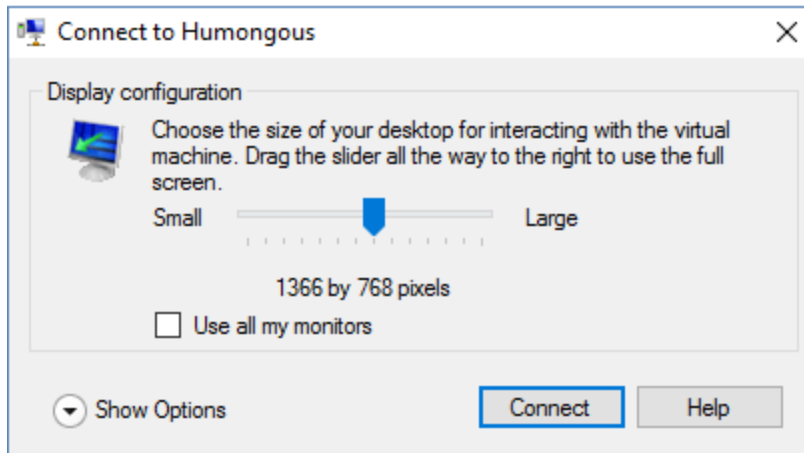 Connect to Humongous
Display configuration
Choose the size of your desktop for interacting with the virtual
machine. Drag the slider all the way to the right to use the full
screen.
Small Large
1366 by 768 pixels
Use all my monitors
Show Options Connect Help